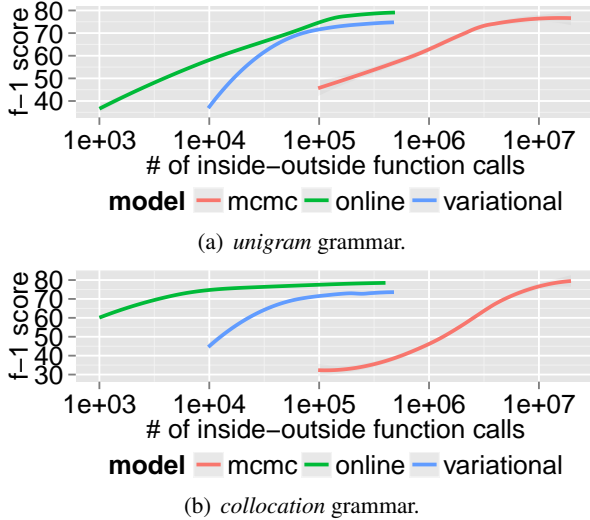 80
70
60
50
40
f−1 score
1e+03 1e+04 1e+05 1e+06 1e+07
# of inside−outside function calls
model mcmc online variational
(a) unigram grammar.
80
70
60
50
40
30
f−1 score
1e+03 1e+04 1e+05 1e+06 1e+07
# of inside−outside function calls
model mcmc online variational
(b) collocation grammar.